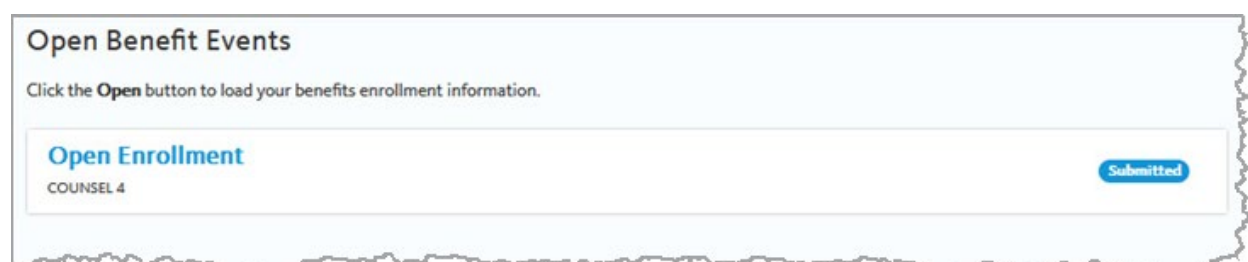 Open Benefit Events
Click the Open button to load your benefits enrollment information.
Open Enrollment
Submitted
COUNSEL 4